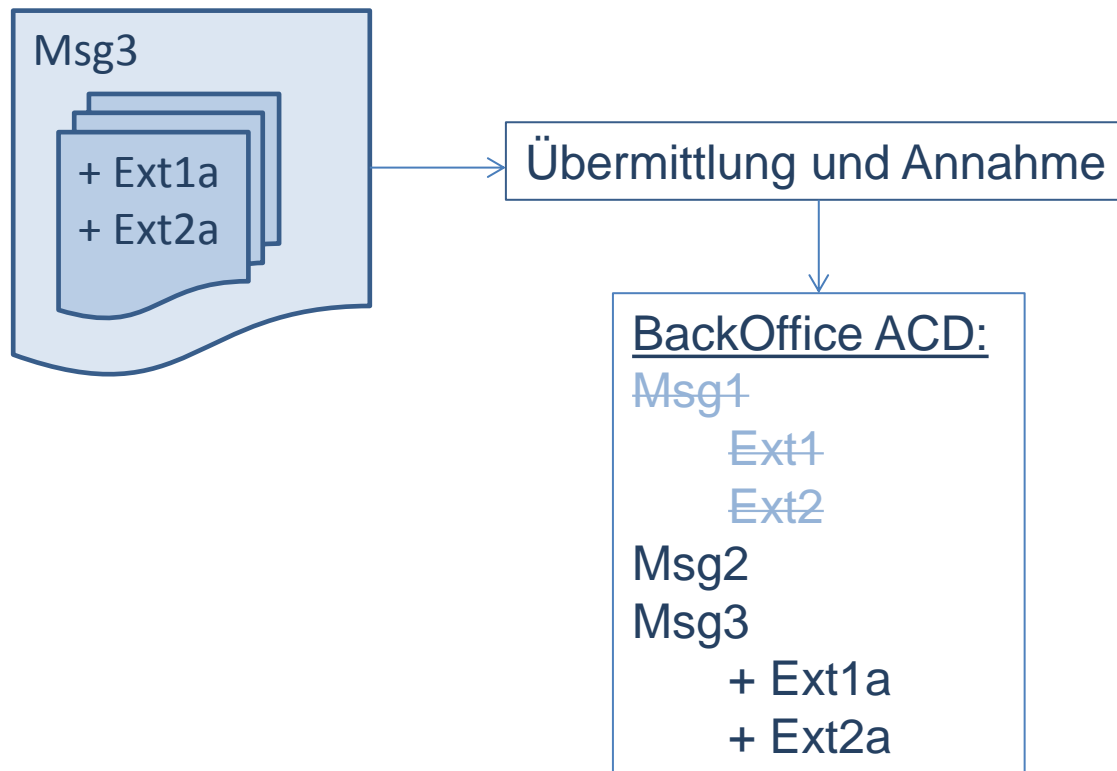 Msg3
+ Ext1a
+ Ext2a
Übermittlung und Annahme
BackOffice ACD:
Msg1
Ext1
Ext2
Msg2
Msg3
+ Ext1a
+ Ext2a